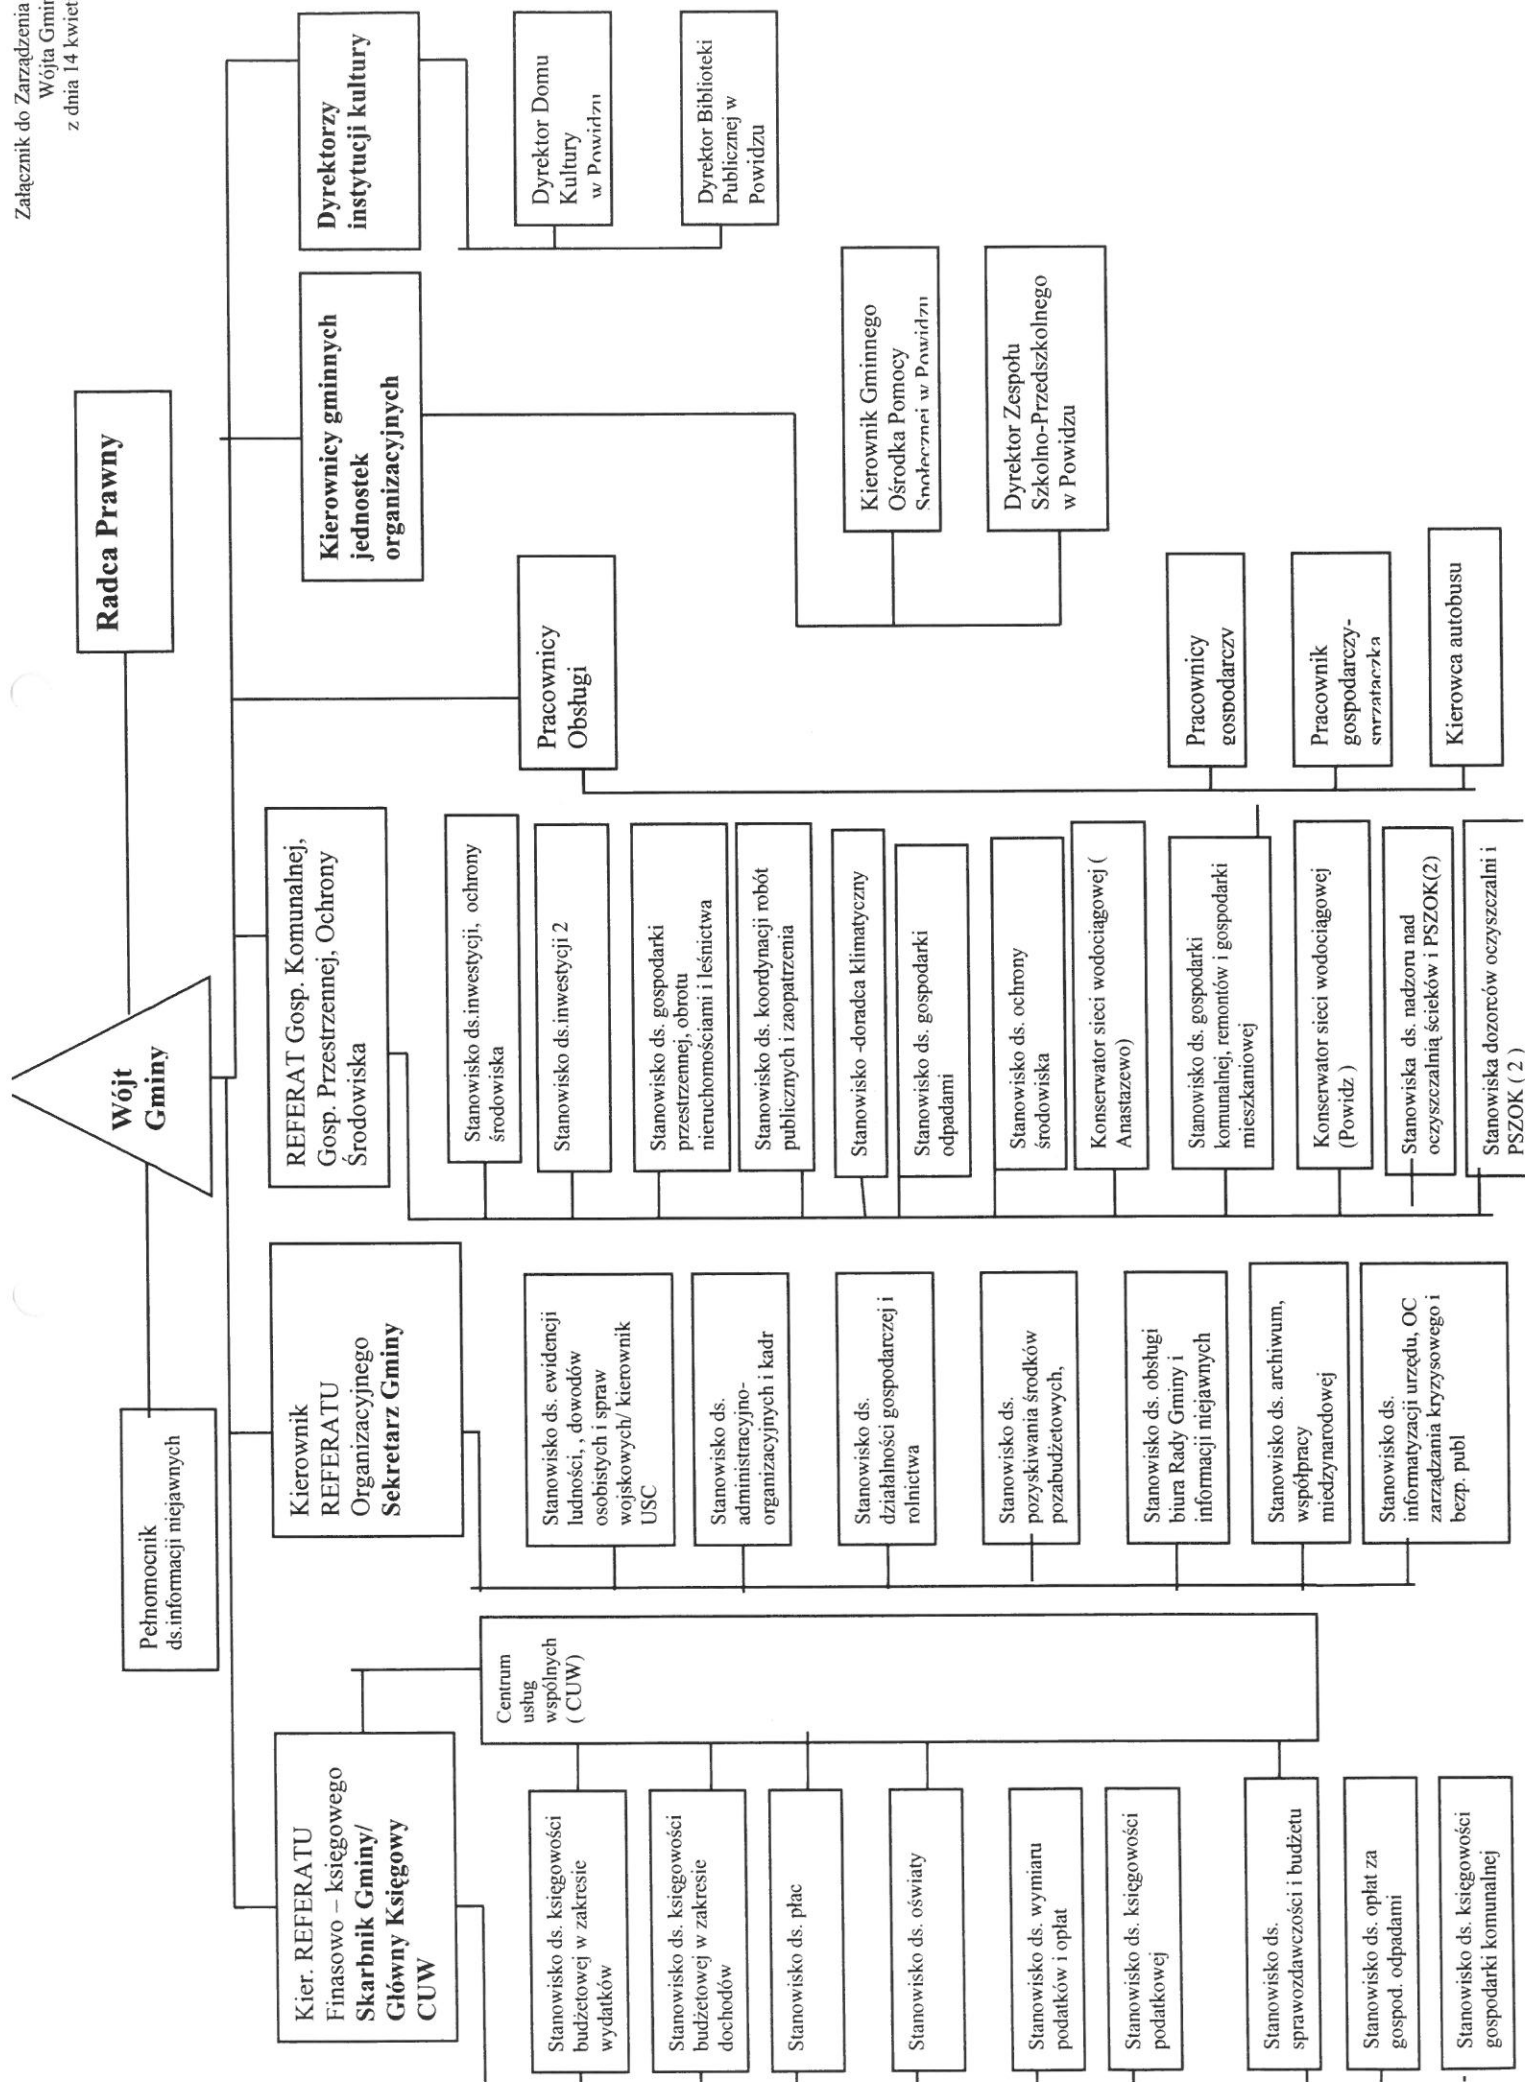 Załącznik do Zarządzenia
Wójta Gmin
z dnia 14 kwiet
Wójt
Gminy
Radca Prawny
Pełnomocnik
ds.informacji niejawnych
Kier. REFERATU
Finasowo – księgowego
Skarbnik Gminy/
Główny Księgowy
CUW
Centrum
usług
wspólnych
( CUW)
Stanowisko ds. księgowości
budżetowej w zakresie
wydatków
Stanowisko ds. księgowości
budżetowej w zakresie
dochodów
Stanowisko ds. płac
Stanowisko ds. oświaty
Stanowisko ds. wymiaru
podatków i opłat
Stanowisko ds. księgowości
podatkowej
Stanowisko ds.
sprawozdawczości i budżetu
Stanowisko ds. opłat za
gospod. odpadami
Stanowisko ds. księgowości
gospodarki komunalnej
Kierownik
REFERATU
Organizacyjnego
Sekretarz Gminy
Stanowisko ds. ewidencji
ludności, , dowodów
osobistych i spraw
wojskowych/ kierownik
USC
Stanowisko ds.
administracyjno-
organizacyjnych i kadr
Stanowisko ds.
działalności gospodarczej i
rolnictwa
Stanowisko ds.
pozyskiwania środków
pozabudżetowych,
Stanowisko ds. obsługi
biura Rady Gminy i
informacji niejawnych
Stanowisko ds. archiwum,
współpracy
miedzynarodowej
Stanowisko ds.
informatyzacji urzędu, OC
zarządzania kryzysowego i
bezp. publ
REFERAT Gosp. Komunalnej,
Gosp. Przestrzennej, Ochrony
Środowiska
Stanowisko ds.inwestycji, ochrony
środowiska
Stanowisko ds.inwestycji 2
Stanowisko ds. gospodarki
przestrzennej, obrotu
nieruchomościami i leśnictwa
Stanowisko ds. koordynacji robót
publicznych i zaopatrzenia
Stanowisko -doradca klimatyczny
Stanowisko ds. gospodarki
odpadami
Stanowisko ds. ochrony
środowiska
Konserwator sieci wodociągowej (
Anastazewo)
Stanowisko ds. gospodarki
komunalnej, remontów i gospodarki
mieszkaniowej
Konserwator sieci wodociągowej
(Powidz )
Stanowiska ds. nadzoru nad
oczyszczalnią ścieków i PSZOK(2)
Stanowiska dozorców oczyszczalni i
PSZOK ( 2 )
Pracownicy
Obsługi
Pracownicy
gospodarczy
Pracownik
gospodarczy-
sprzątaczka
Kierowca autobusu
Kierownicy gminnych
jednostek
organizacyjnych
Kierownik Gminnego
Ośrodka Pomocy
Społecznej w Powidzu
Dyrektor Zespołu
Szkolno-Przedszkolnego
w Powidzu
Dyrektorzy
instytucji kultury
Dyrektor Domu
Kultury
w Powidzu
Dyrektor Biblioteki
Publicznej w
Powidzu